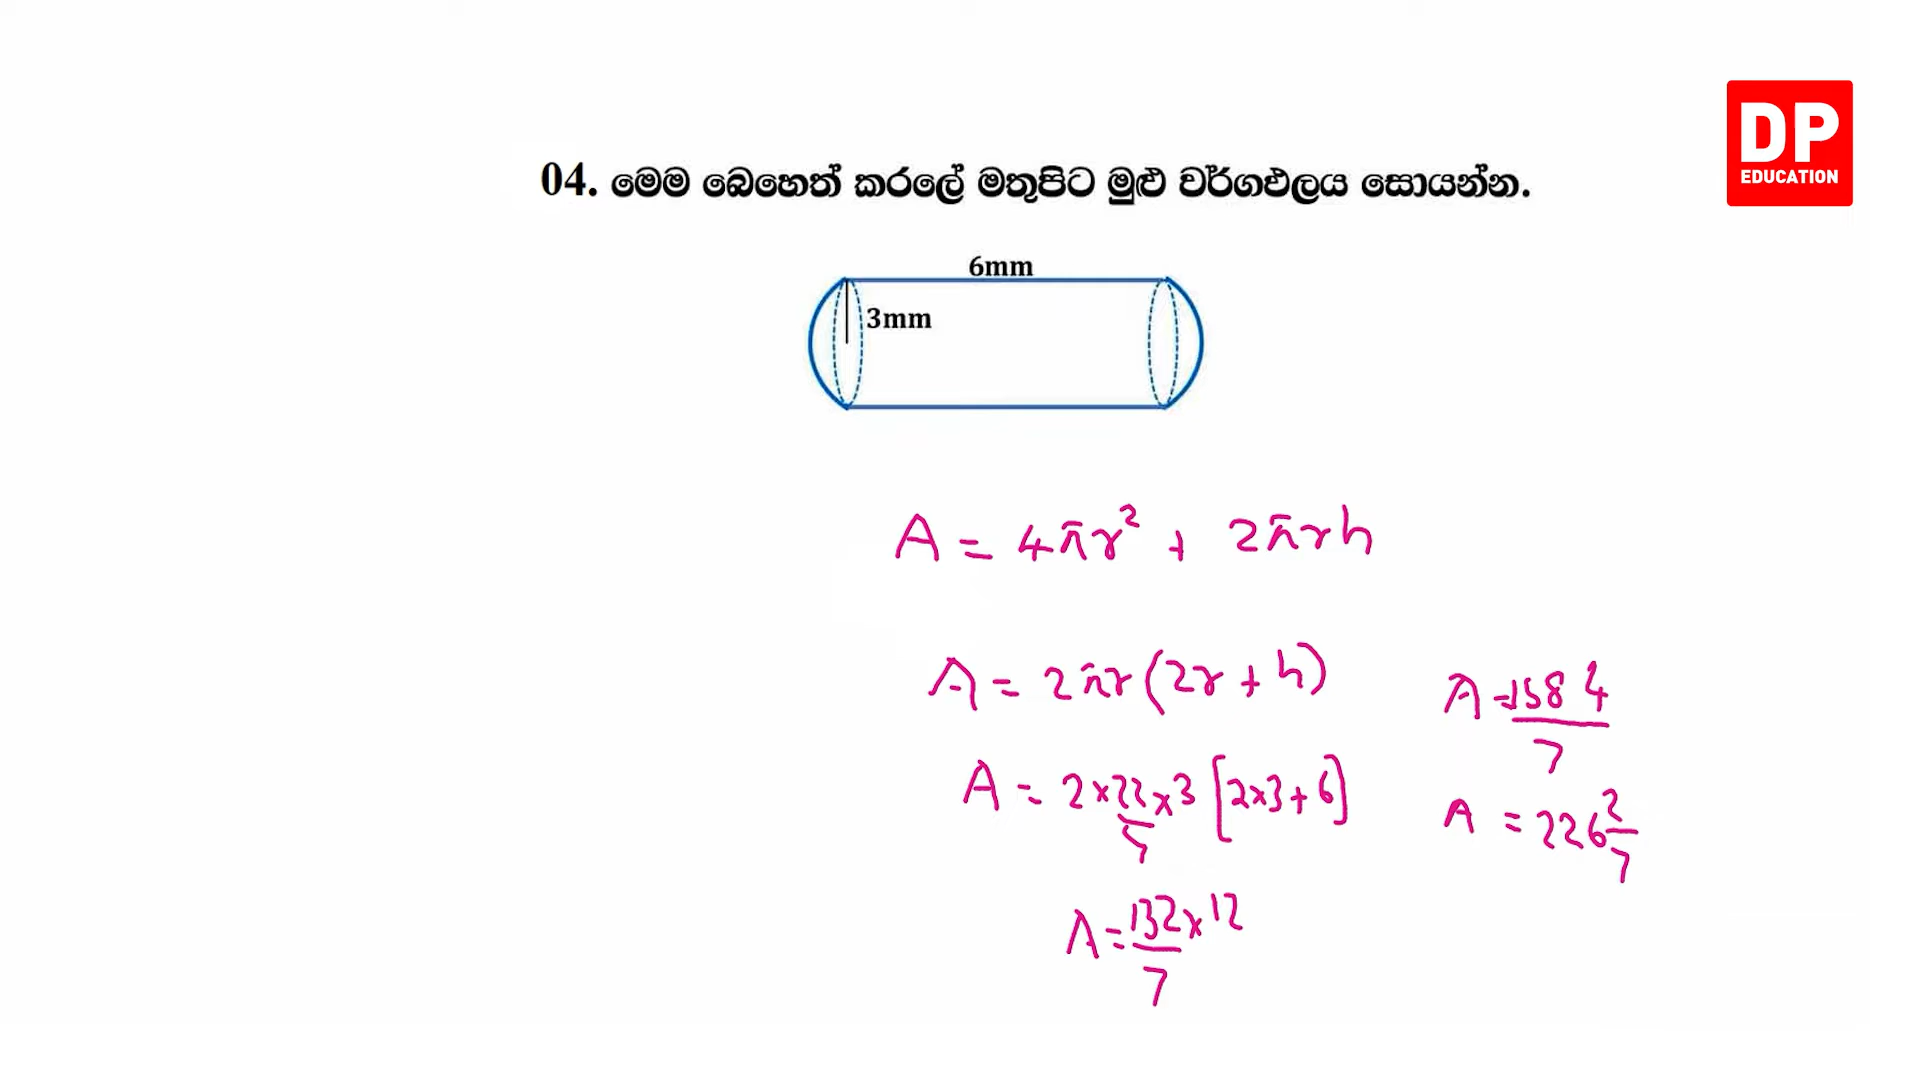 DP
EDUCATION
04. මෙම බෙහෙත් කරලේ මතුපිට මුළු වර්ගඵලය සොයන්න.
6mm
3mm
A = 4πr² + 2πrh
A = 2πr(2r + h)
A = 2×22/7×3 [2×3+6]
A = 132/7 × 12
A = 1584/7
A = 226 2/7